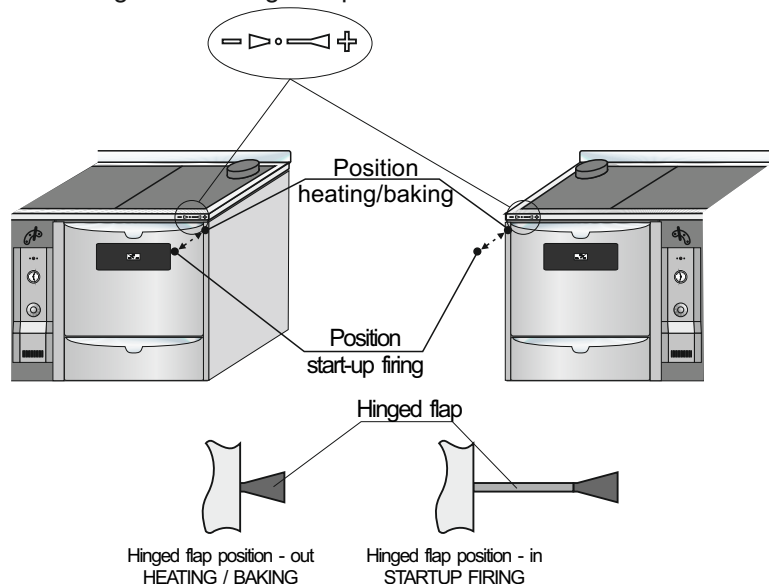 Position
heating/baking
Position
start-up firing
Hinged flap
Hinged flap position - out
HEATING / BAKING
Hinged flap position - in
STARTUP FIRING